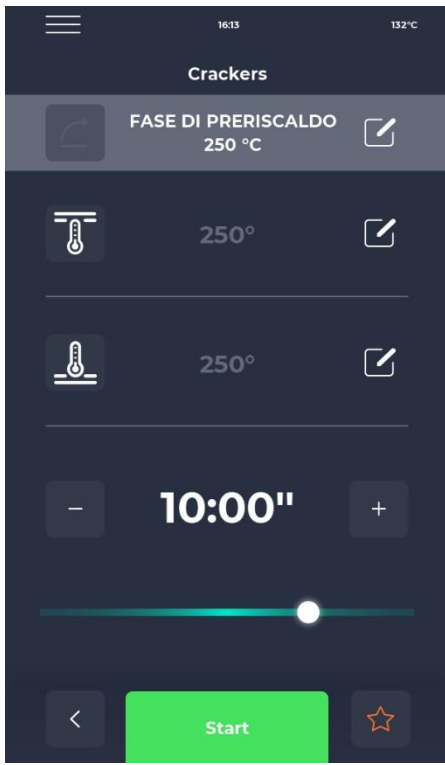 16:13
132°C
Crackers
FASE DI PRERISCALDO
250 °C
250°
250°
- 10:00" +
Start